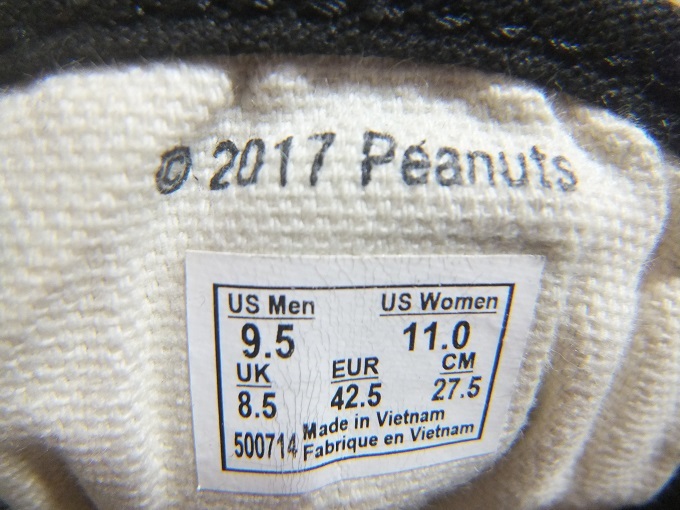 © 2017 Peanuts
US Men US Women
9.5 11.0
UK EUR CM
8.5 42.5 27.5
500714 Made in Vietnam
Fabrique en Vietnam